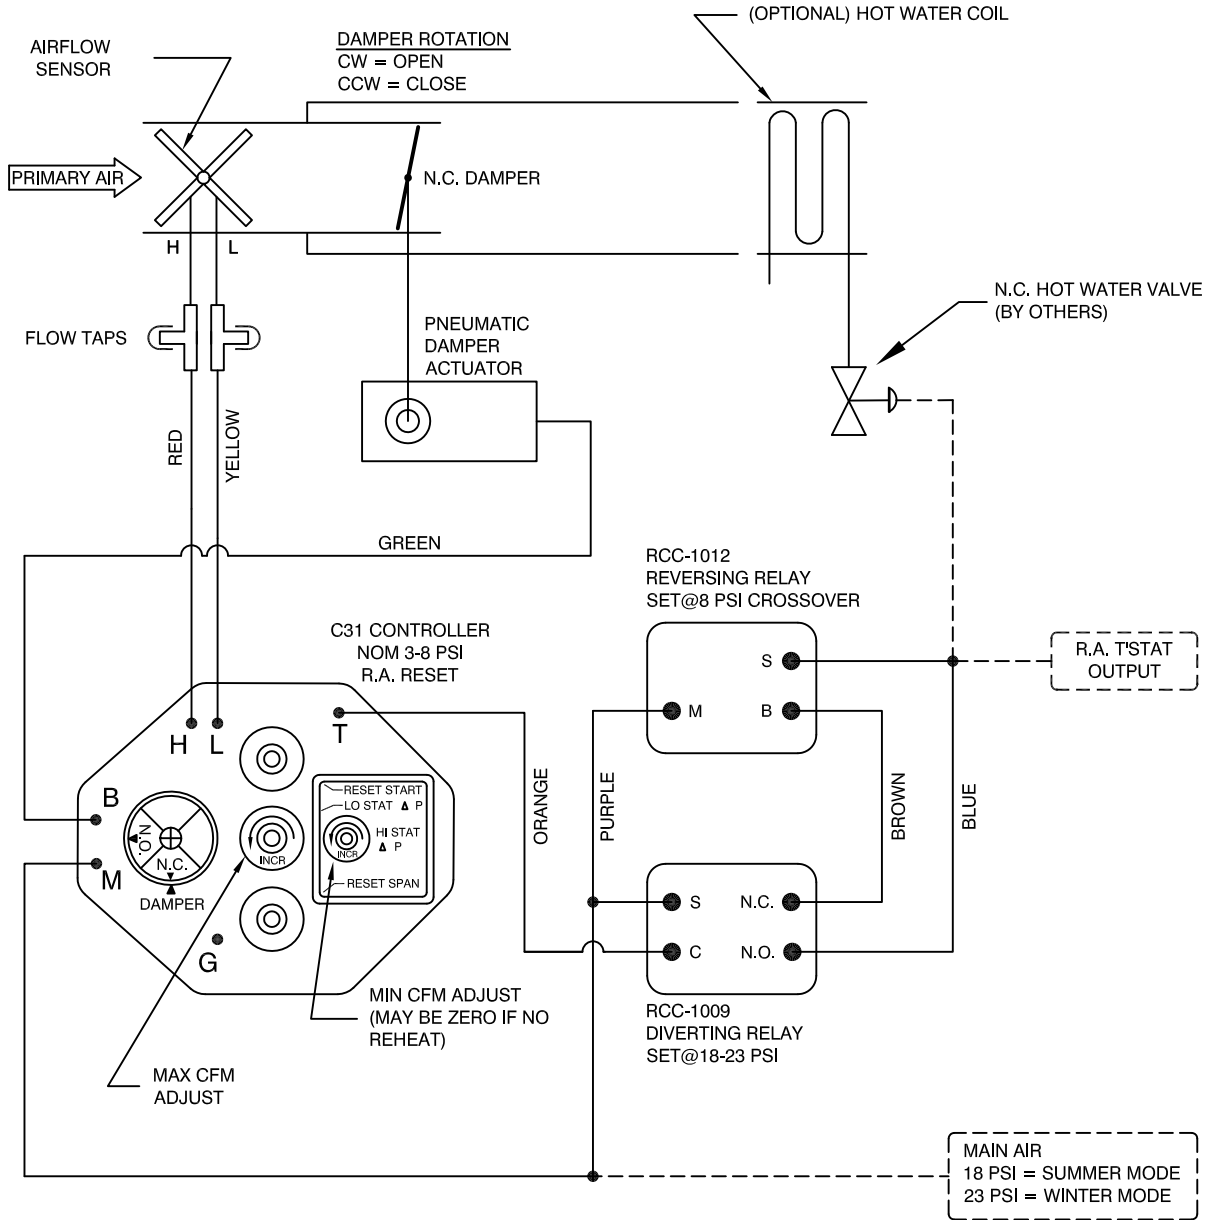 (OPTIONAL) HOT WATER COIL
AIRFLOW
SENSOR
DAMPER ROTATION
CW = OPEN
CCW = CLOSE
PRIMARY AIR
N.C. DAMPER
H
L
N.C. HOT WATER VALVE
(BY OTHERS)
FLOW TAPS
PNEUMATIC
DAMPER
ACTUATOR
RED
YELLOW
GREEN
RCC-1012
REVERSING RELAY
SET@8 PSI CROSSOVER
C31 CONTROLLER
NOM 3-8 PSI
R.A. RESET
R.A. T'STAT
OUTPUT
S
M
B
H
L
T
B
M
G
N.O.
N.C.
DAMPER
INCR
RESET START
LO STAT Δ P
HI STAT
Δ P
INCR
RESET SPAN
ORANGE
PURPLE
BROWN
BLUE
S
N.C.
C
N.O.
RCC-1009
DIVERTING RELAY
SET@18-23 PSI
MIN CFM ADJUST
(MAY BE ZERO IF NO
REHEAT)
MAX CFM
ADJUST
MAIN AIR
18 PSI = SUMMER MODE
23 PSI = WINTER MODE